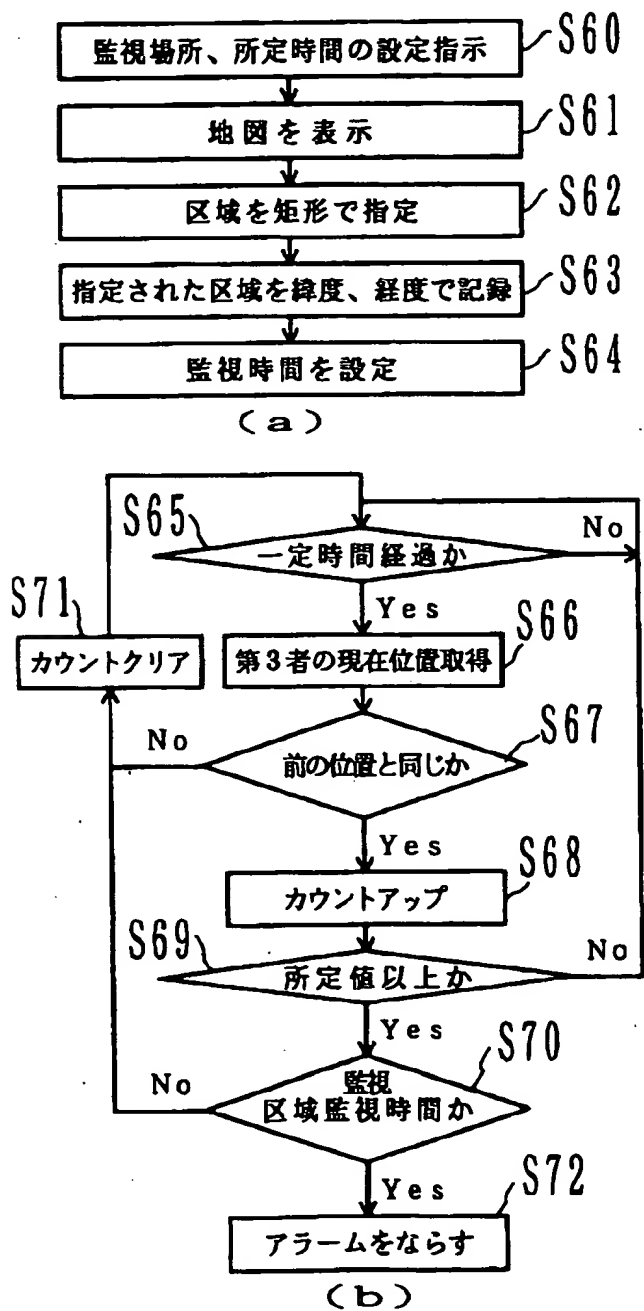 監視場所、所定時間の設定指示
S60
地図を表示
S61
区域を矩形で指定
S62
指定された区域を緯度、経度で記録
S63
監視時間を設定
S64
(a)
S65
一定時間経過か
No
Yes
S71
カウントクリア
第3者の現在位置取得
S66
No
前の位置と同じか
S67
Yes
カウントアップ
S68
S69
所定値以上か
No
Yes
No
監視
区域監視時間か
S70
Yes
アラームをならす
S72
(b)